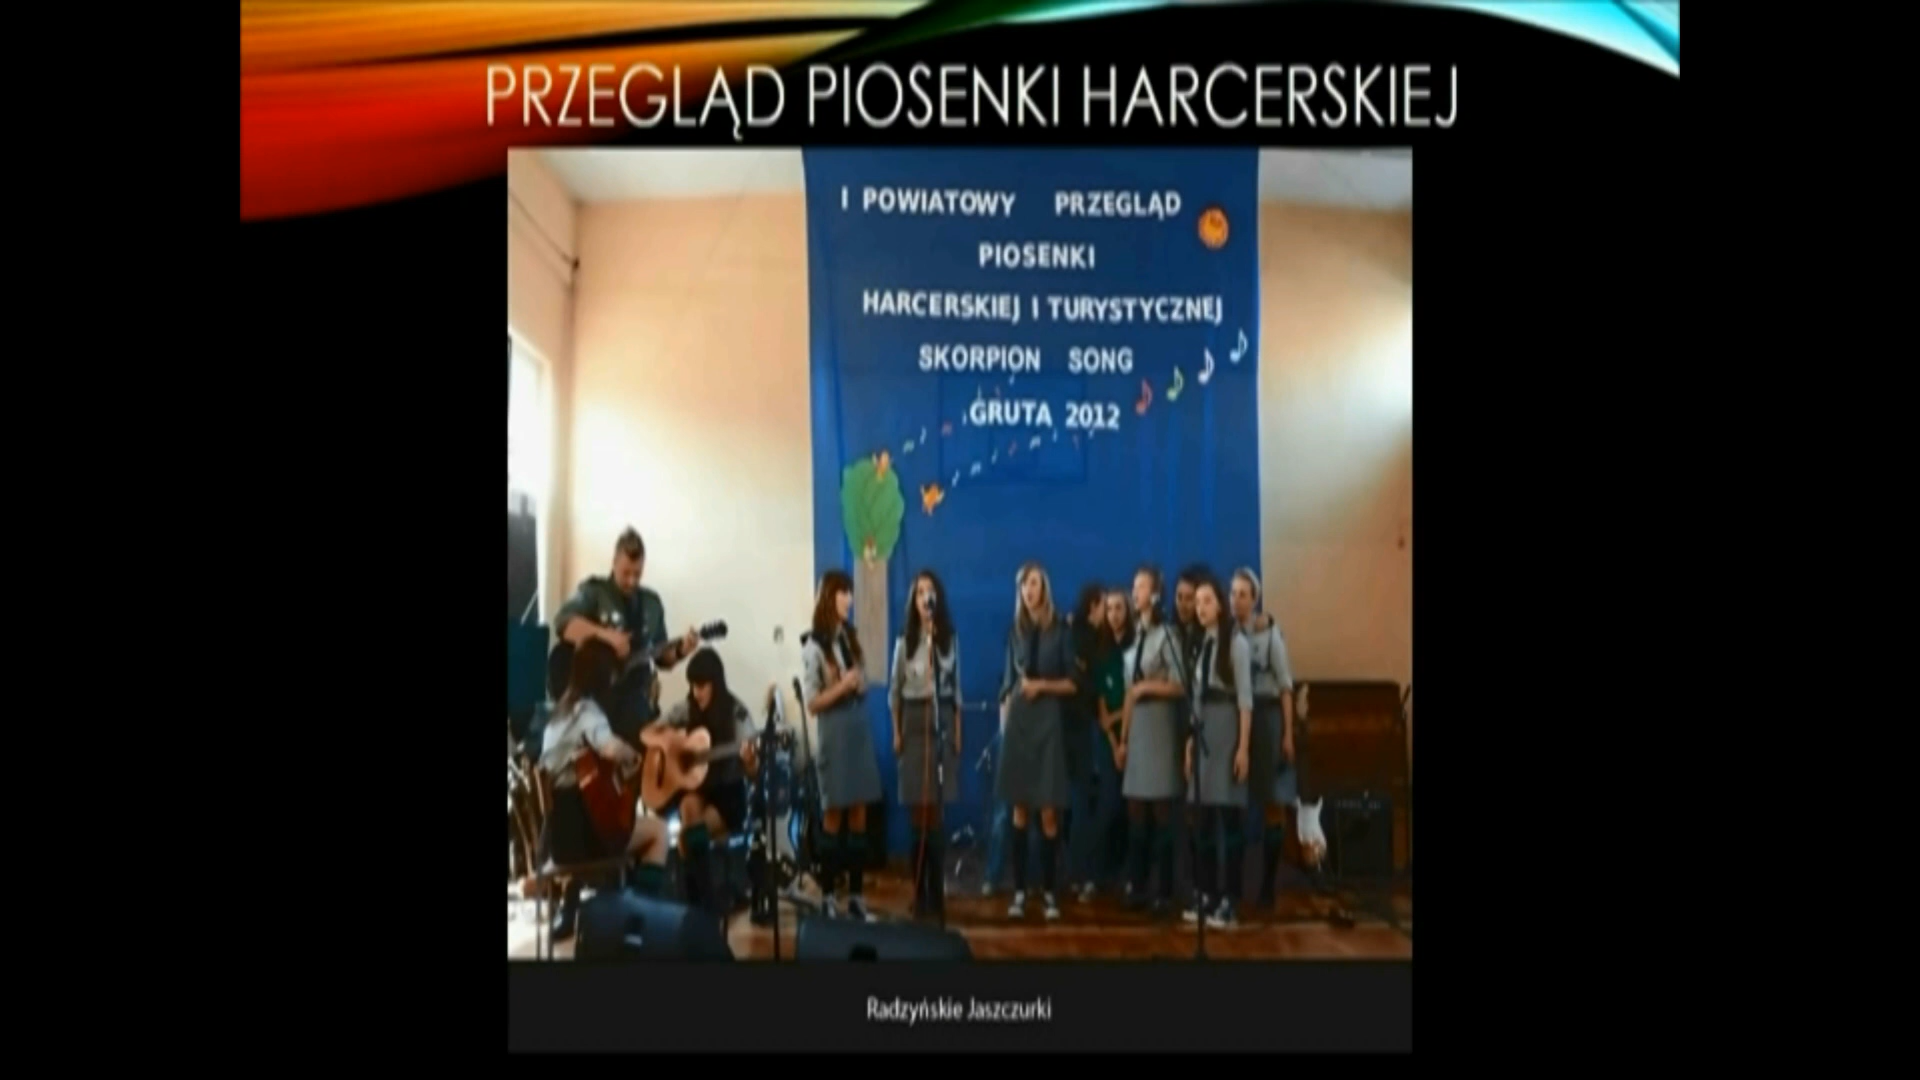 PRZEGLĄD PIOSENKI HARCERSKIEJ
I POWIATOWY PRZEGLĄD
PIOSENKI
HARCERSKIEJ I TURYSTYCZNEJ
SKORPION SONG
GRUTA 2012
Radzyńskie Jaszczurki